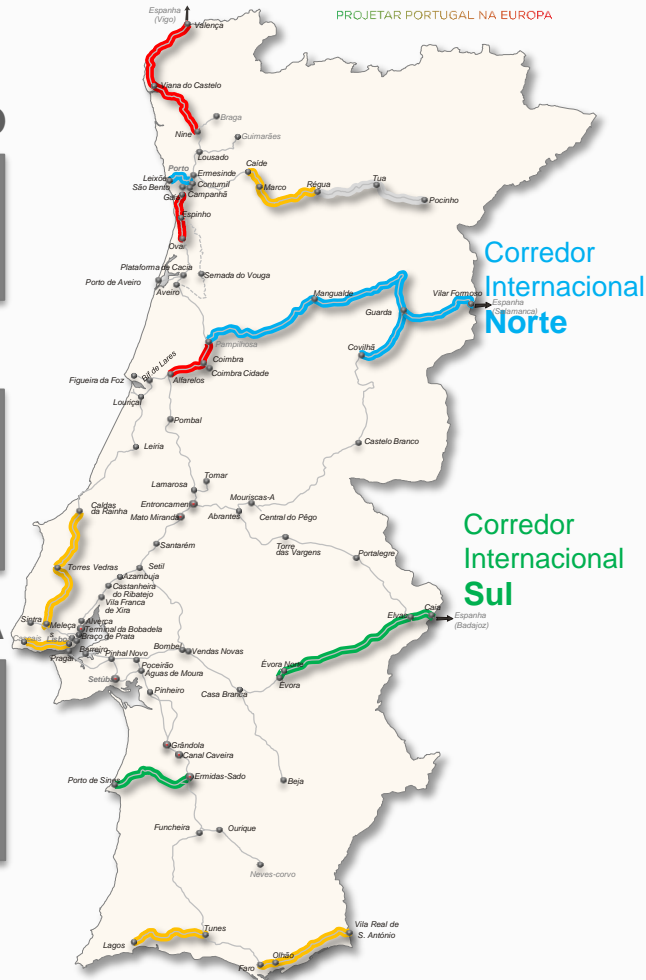 PROJETAR PORTUGAL NA EUROPA
Espanha
(Vigo)
Valença
Viana do Castelo
Braga
Nine
Guimarães
Lousado
Porto
Ermesinde
Caíde
Leixões
Contumil
São Bento
Campanhã
Marco
Régua
Tua
Pocinho
Gaia
Espinho
Ovar
Plataforma de Cacia
Sernada do Vouga
Porto de Aveiro
Aveiro
Corredor
Internacional
Norte
Mangualde
Vilar Formoso
Espanha
(Salamanca)
Guarda
Pampilhosa
Covilhã
Bif de Lares
Coimbra
Coimbra Cidade
Figueira da Foz
Alfarelos
Louriçal
Pombal
Leiria
Castelo Branco
Tomar
Lamarosa
Mouriscas-A
Caldas
da Rainha
Entroncamen
Mato Miranda
Abrantes
Central do Pêgo
Corredor
Internacional
Sul
Santarém
Torre
das Vargens
Portalegre
Torres Vedras
Setil
Azambuja
Castanheira
do Ribatejo
Vila Franca
de Xira
Caia
Elvas
Espanha
(Badajoz)
Sintra
Meleças
Alverca
Terminal da Bobadela
Braço de Prata
Cascais
Lisboa
Barreiro
Pragal
Pinhal Novo
Bombel
Vendas Novas
Poceirão
Águas de Moura
Évora Norte
Évora
Setúbal
Pinheiro
Casa Branca
Grândola
Canal Caveira
Porto de Sines
Ermidas-Sado
Beja
Funcheira
Ourique
Neves-corvo
Tunes
Vila Real de
S. António
Lagos
Olhão
Faro